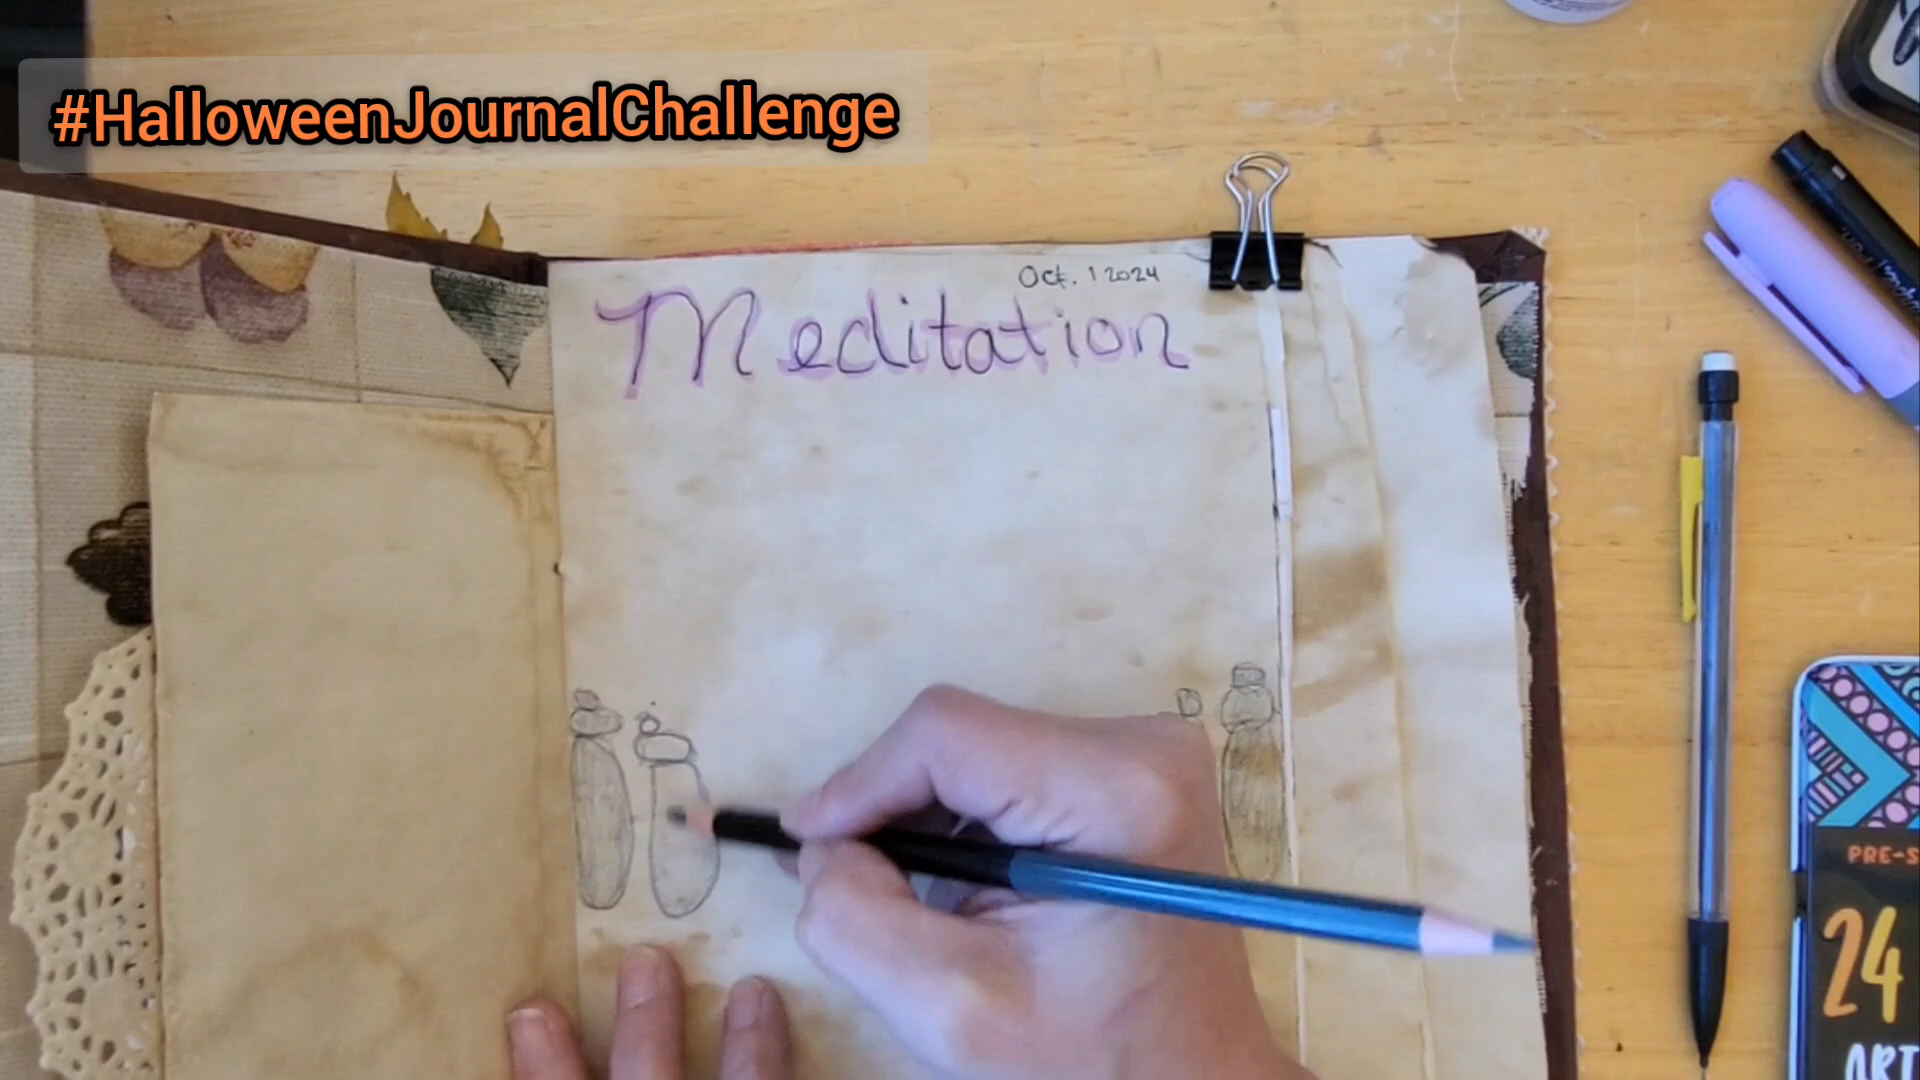 #HalloweenJournalChallenge
Oct. 1 2024
Meditation
PRE-S
24
ART